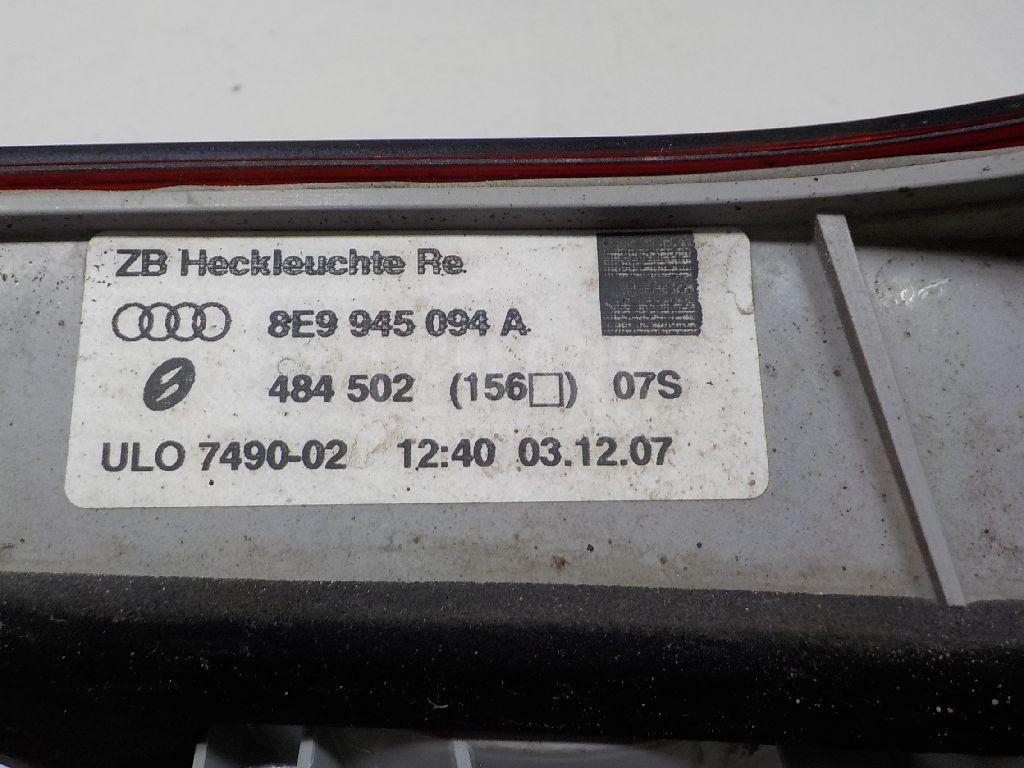 ZB Heckleuchte Re.
8E9 945 094 A
484 502 (156□) 07S
ULO 7490-02 12:40 03.12.07